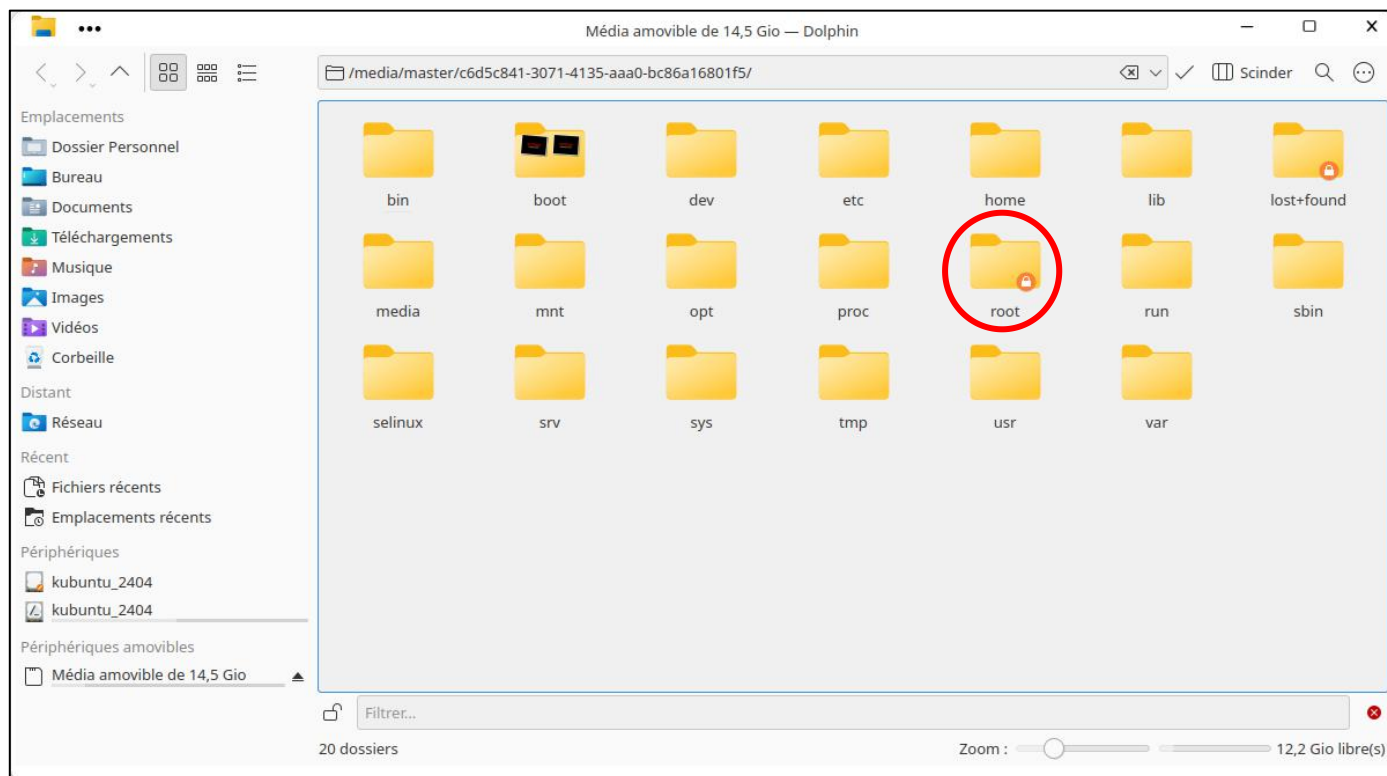 Média amovible de 14,5 Gio — Dolphin
/media/master/c6d5c841-3071-4135-aaa0-bc86a16801f5/
Scinder
Emplacements
Dossier Personnel
Bureau
Documents
Téléchargements
Musique
Images
Vidéos
Corbeille
Distant
Réseau
Récent
Fichiers récents
Emplacements récents
Périphériques
kubuntu_2404
kubuntu_2404
Périphériques amovibles
Média amovible de 14,5 Gio
bin boot dev etc home lib lost+found
media mnt opt proc root run sbin
selinux srv sys tmp usr var
Filtrer...
20 dossiers Zoom : 12,2 Gio libre(s)